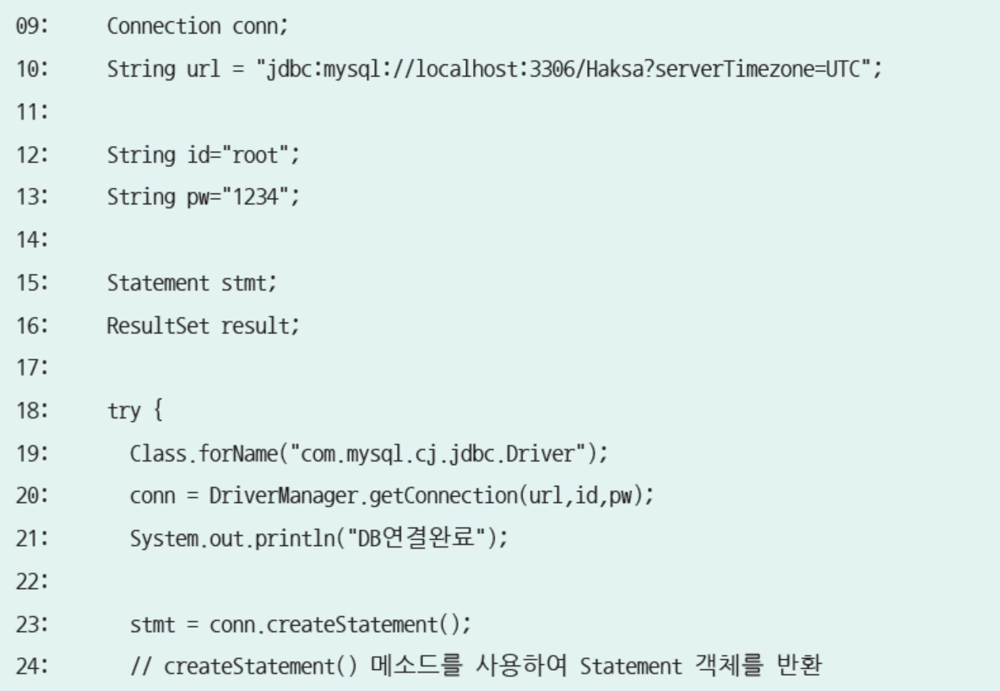 09: Connection conn;
10: String url = "jdbc:mysql://localhost:3306/Haksa?serverTimezone=UTC";
11:
12: String id="root";
13: String pw="1234";
14:
15: Statement stmt;
16: ResultSet result;
17:
18: try {
19: Class.forName("com.mysql.cj.jdbc.Driver");
20: conn = DriverManager.getConnection(url,id,pw);
21: System.out.println("DB연결완료");
22:
23: stmt = conn.createStatement();
24: // createStatement() 메소드를 사용하여 Statement 객체를 반환